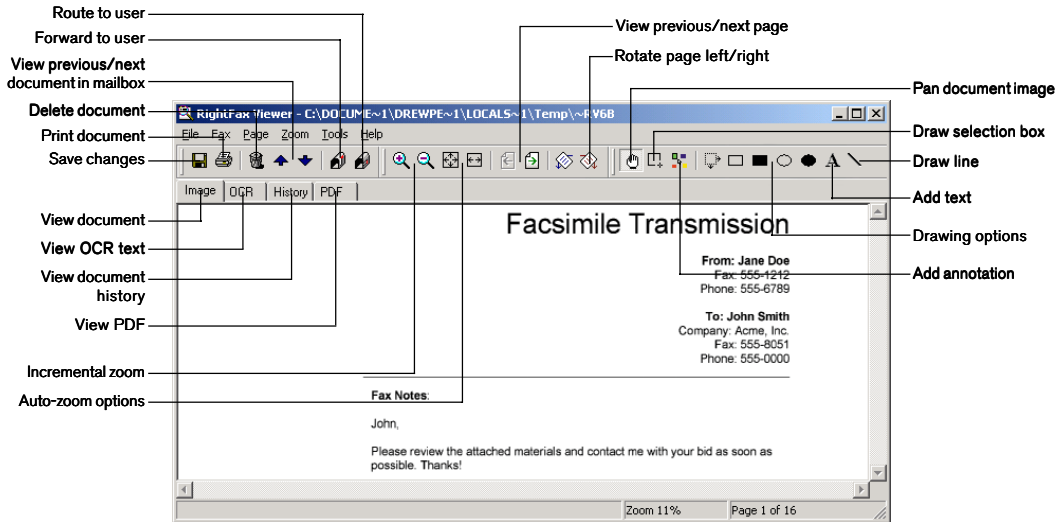 Route to user
Forward to user
View previous/next
document in mailbox
Delete document
Print document
Save changes
View document
View OCR text
View document
history
View PDF
Incremental zoom
Auto-zoom options
View previous/next page
Rotate page left/right
Pan document image
Draw selection box
Draw line
Add text
Drawing options
Add annotation
RightFax Viewer - C:\DOCUME~1\DREWPE~1\LOCALS~1\Temp\~RV6B
File Fax Page Zoom Tools Help
A
Image OCR History PDF
Facsimile Transmission
From: Jane Doe
Fax: 555-1212
Phone: 555-6789
To: John Smith
Company: Acme, Inc.
Fax: 555-8051
Phone: 555-0000
Fax Notes:
John,
Please review the attached materials and contact me with your bid as soon as
possible. Thanks!
Zoom 11% Page 1 of 16